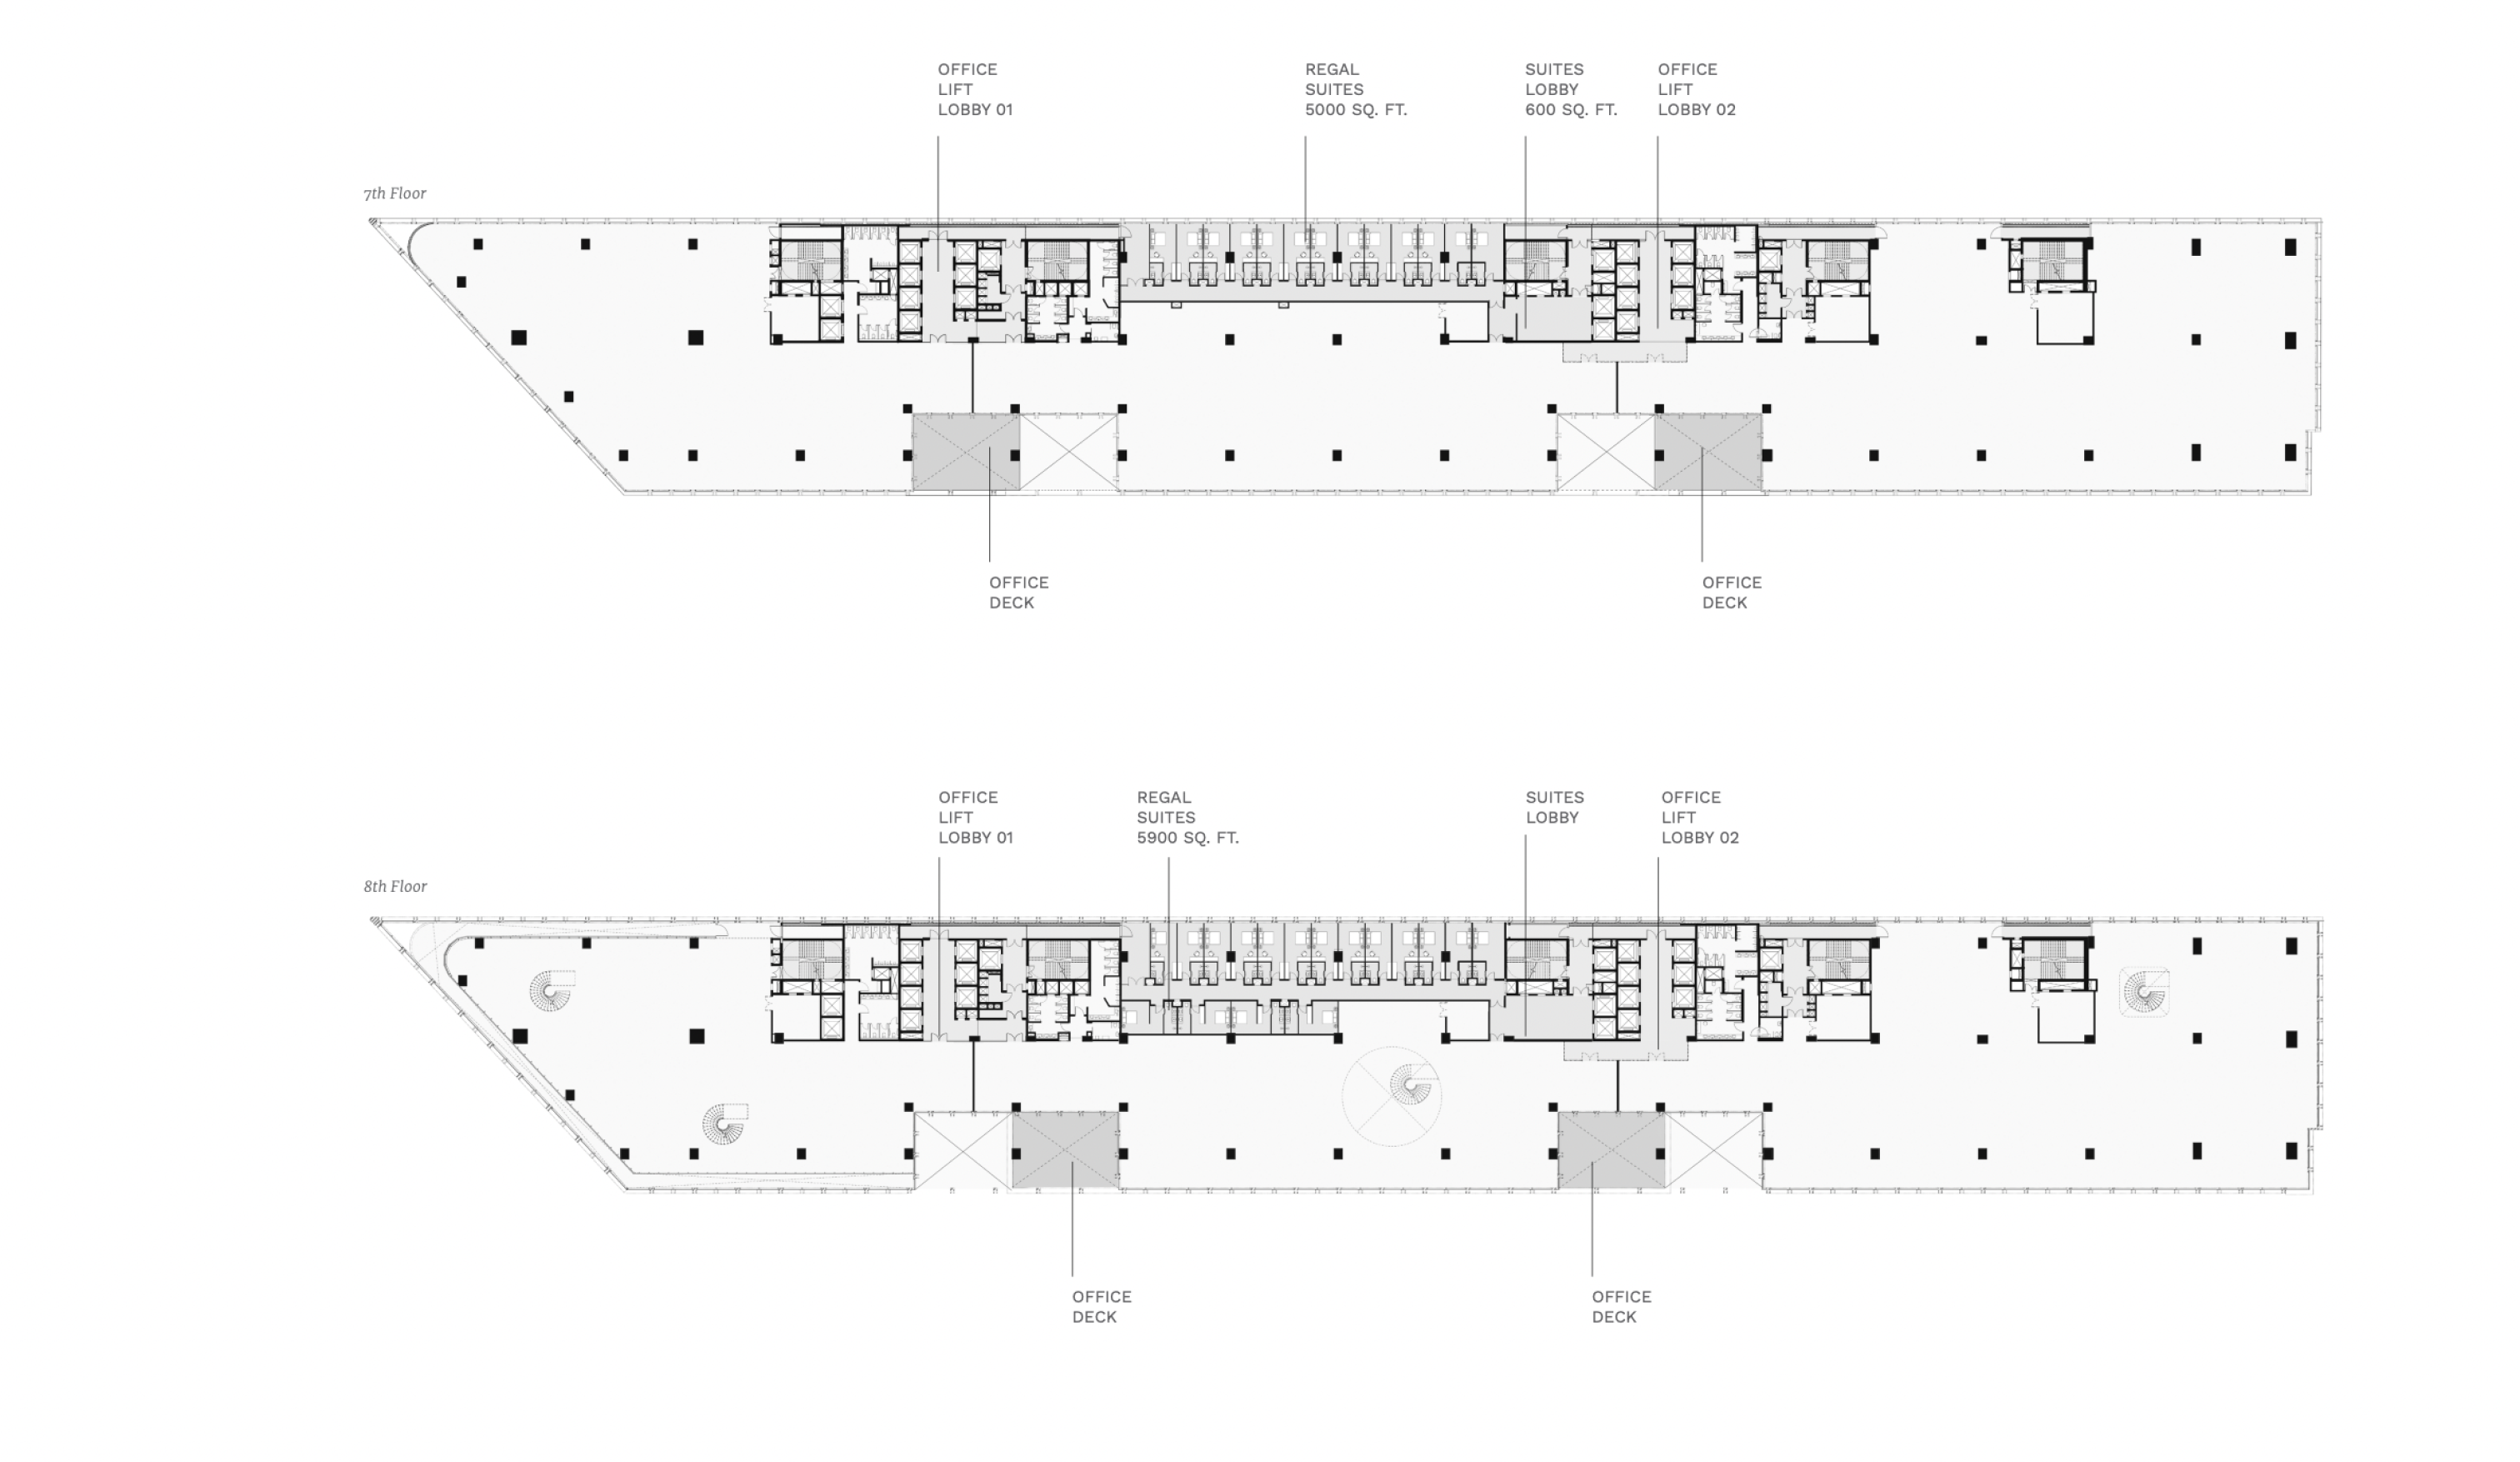 OFFICE
LIFT
LOBBY 01
REGAL
SUITES
5000 SQ. FT.
SUITES
LOBBY
600 SQ. FT.
OFFICE
LIFT
LOBBY 02
7th Floor
OFFICE
DECK
OFFICE
DECK
OFFICE
LIFT
LOBBY 01
REGAL
SUITES
5900 SQ. FT.
SUITES
LOBBY
OFFICE
LIFT
LOBBY 02
8th Floor
OFFICE
DECK
OFFICE
DECK